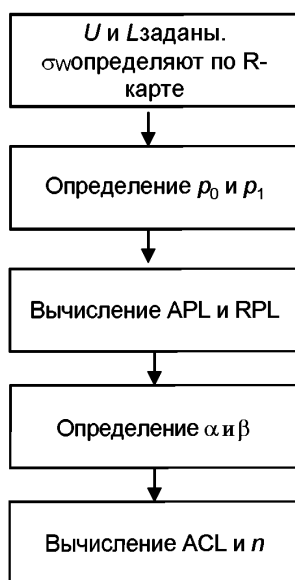 U и Lзаданы.
σwопределяют по R-
карте
Определение p₀ и p₁
Вычисление APL и RPL
Определение α и β
Вычисление ACL и n